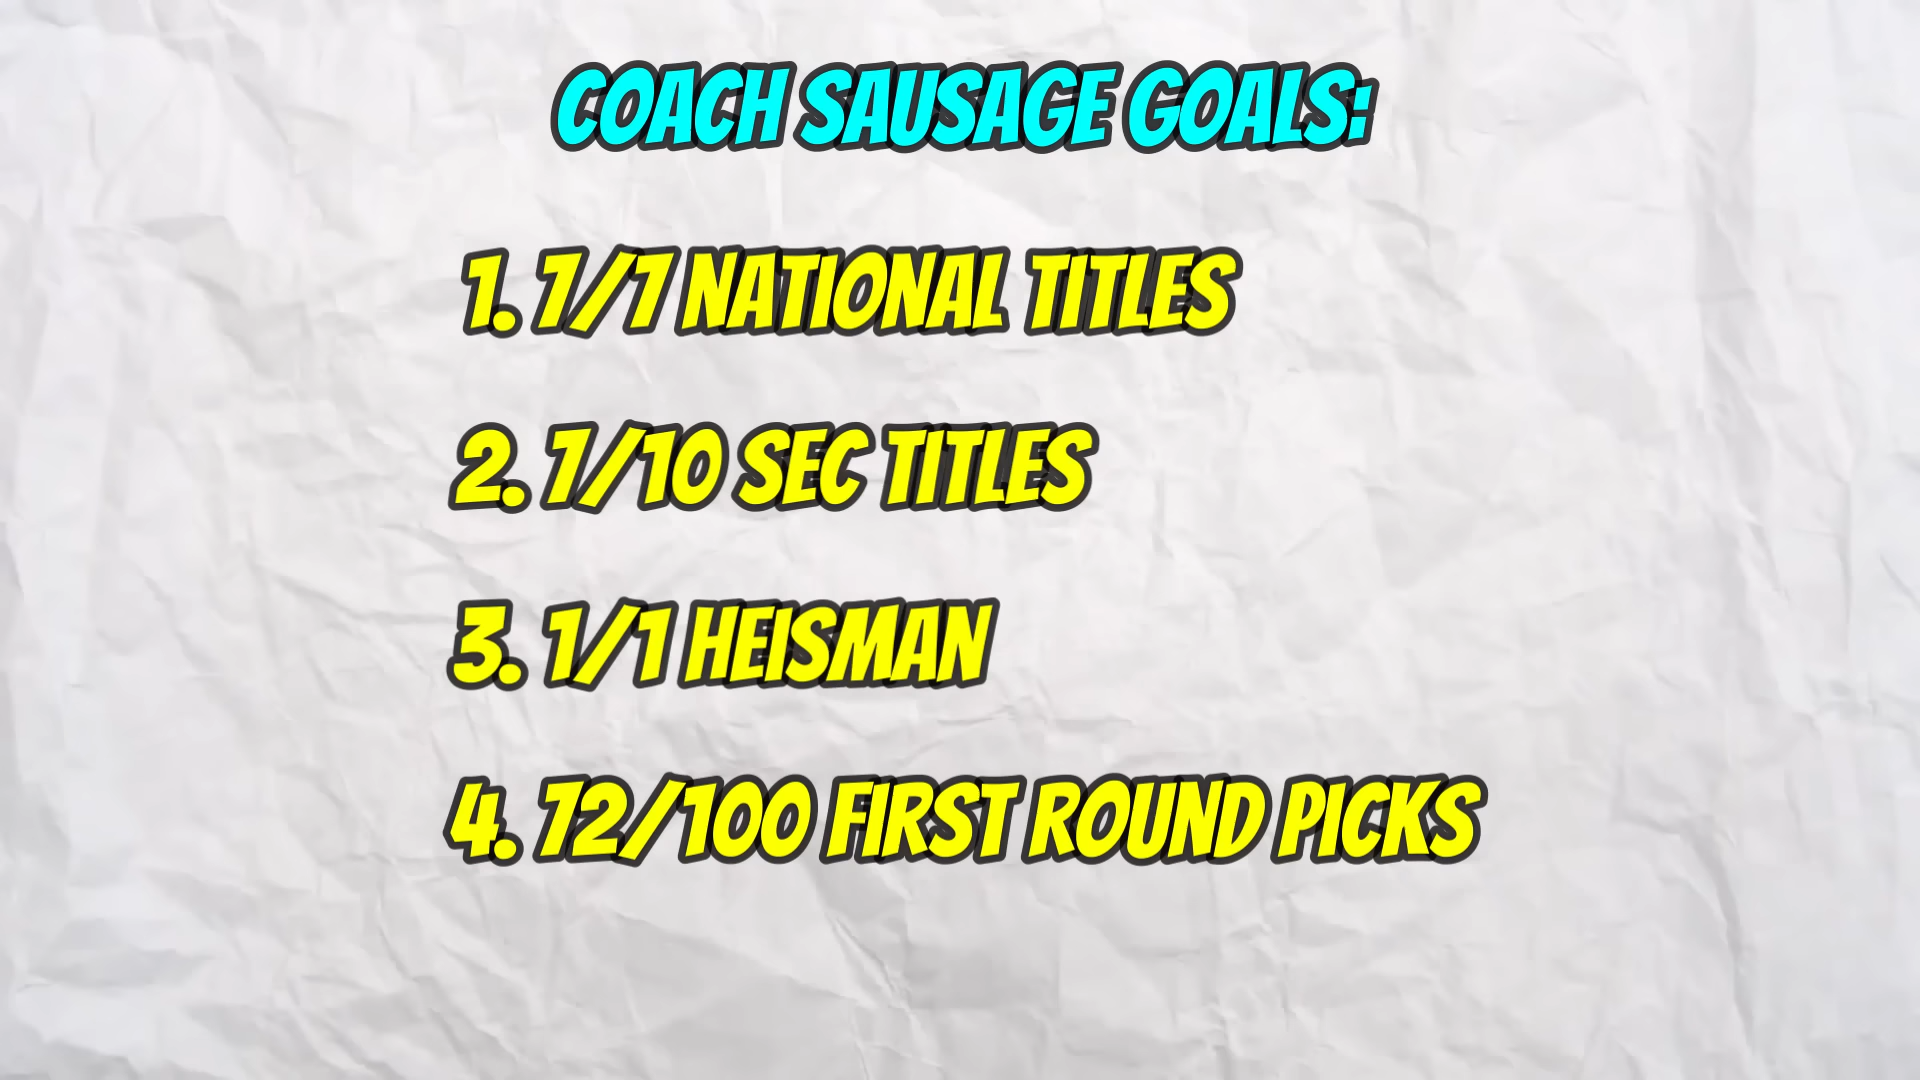 COACH SAUSAGE GOALS:
1. 7/7 NATIONAL TITLES
2. 7/10 SEC TITLES
3. 1/1 HEISMAN
4. 72/100 FIRST ROUND PICKS